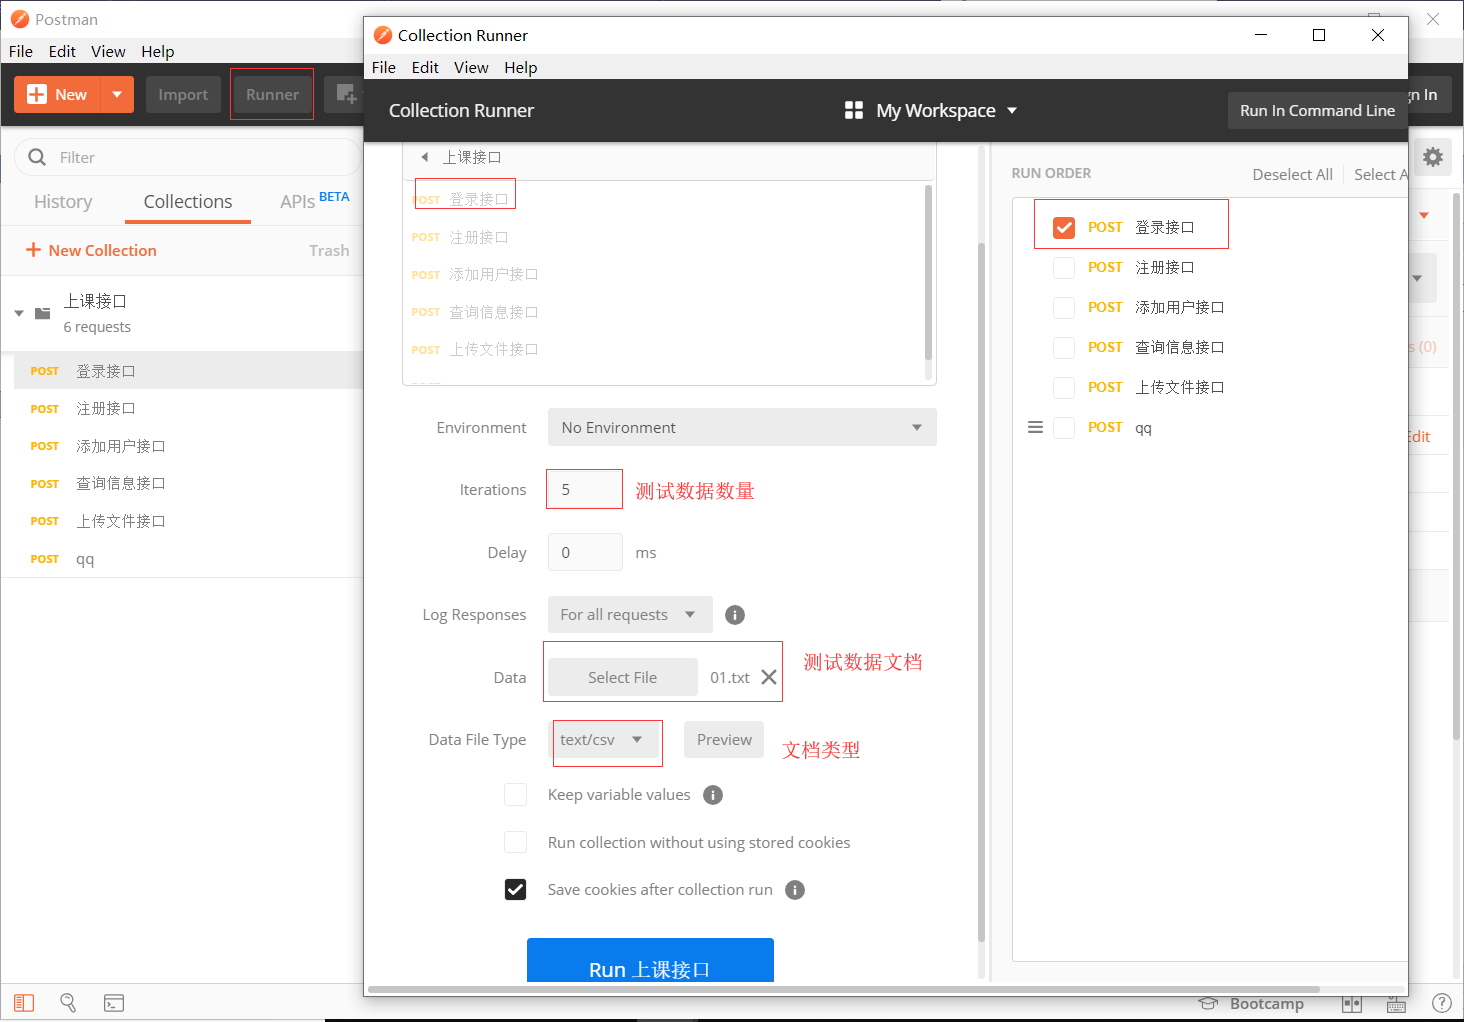 Postman
File Edit View Help
New Import Runner
Filter
History Collections APIs BETA
New Collection Trash
上课接口
6 requests
POST 登录接口
POST 注册接口
POST 添加用户接口
POST 查询信息接口
POST 上传文件接口
POST qq
Collection Runner
File Edit View Help
Collection Runner My Workspace Run In Command Line
gn In
上课接口
POST 登录接口
POST 注册接口
POST 添加用户接口
POST 查询信息接口
POST 上传文件接口
Environment No Environment
Iterations 5 测试数据数量
Delay 0 ms
Log Responses For all requests
Data Select File 01.txt 测试数据文档
Data File Type text/csv Preview 文档类型
Keep variable values
Run collection without using stored cookies
Save cookies after collection run
Run 上课接口
RUN ORDER Deselect All Select A
POST 登录接口
POST 注册接口
POST 添加用户接口
POST 查询信息接口
POST 上传文件接口
POST qq
s (0)
Edit
Bootcamp